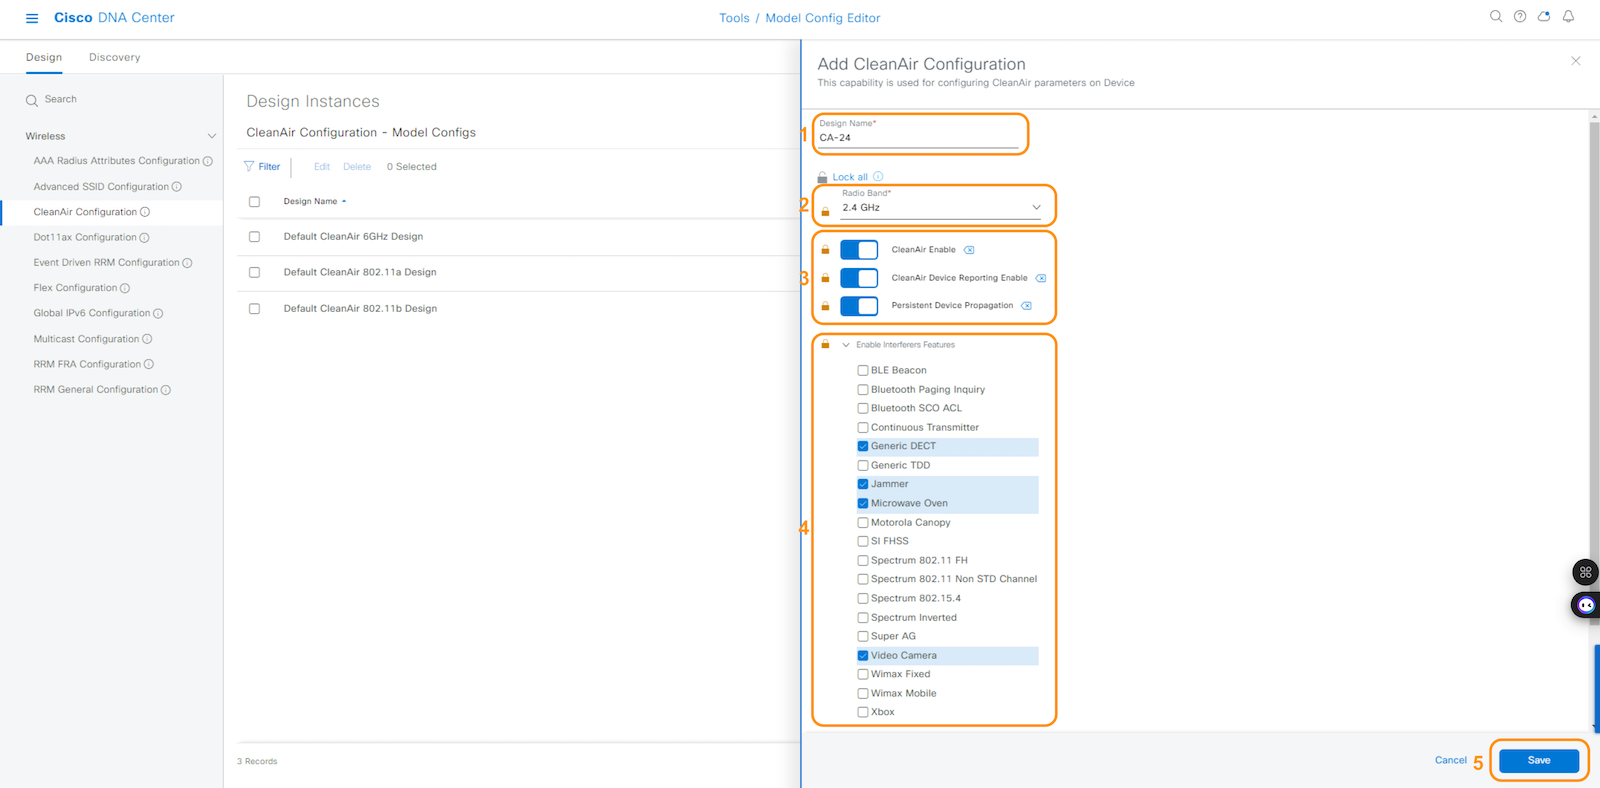 Cisco DNA Center
Tools / Model Config Editor
Design
Discovery
Search
Wireless
AAA Radius Attributes Configuration
Advanced SSID Configuration
CleanAir Configuration
Dot11ax Configuration
Event Driven RRM Configuration
Flex Configuration
Global IPv6 Configuration
Multicast Configuration
RRM FRA Configuration
RRM General Configuration
Design Instances
CleanAir Configuration - Model Configs
Filter
Edit Delete 0 Selected
Design Name
Default CleanAir 6GHz Design
Default CleanAir 802.11a Design
Default CleanAir 802.11b Design
3 Records
Add CleanAir Configuration
This capability is used for configuring CleanAir parameters on Device
1
Design Name*
CA-24
Lock all
2
Radio Band*
2.4 GHz
3
CleanAir Enable
CleanAir Device Reporting Enable
Persistent Device Propagation
4
Enable Interferers Features
BLE Beacon
Bluetooth Paging Inquiry
Bluetooth SCO ACL
Continuous Transmitter
Generic DECT
Generic TDD
Jammer
Microwave Oven
Motorola Canopy
SI FHSS
Spectrum 802.11 FH
Spectrum 802.11 Non STD Channel
Spectrum 802.15.4
Spectrum Inverted
Super AG
Video Camera
Wimax Fixed
Wimax Mobile
Xbox
Cancel
5
Save